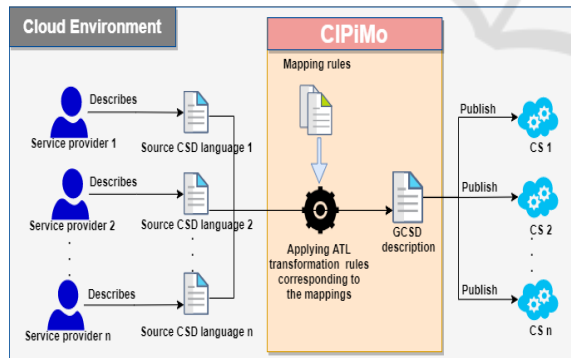 Cloud Environment
CIPiMo
Mapping rules
Describes
Service provider 1
Source CSD language 1
Describes
Service provider 2
Source CSD language 2
.
.
.
Describes
Service provider n
Source CSD language n
Applying ATL
transformation rules
corresponding to
the mappings
GCSD
description
Publish
CS 1
Publish
CS 2
.
.
.
Publish
CS n